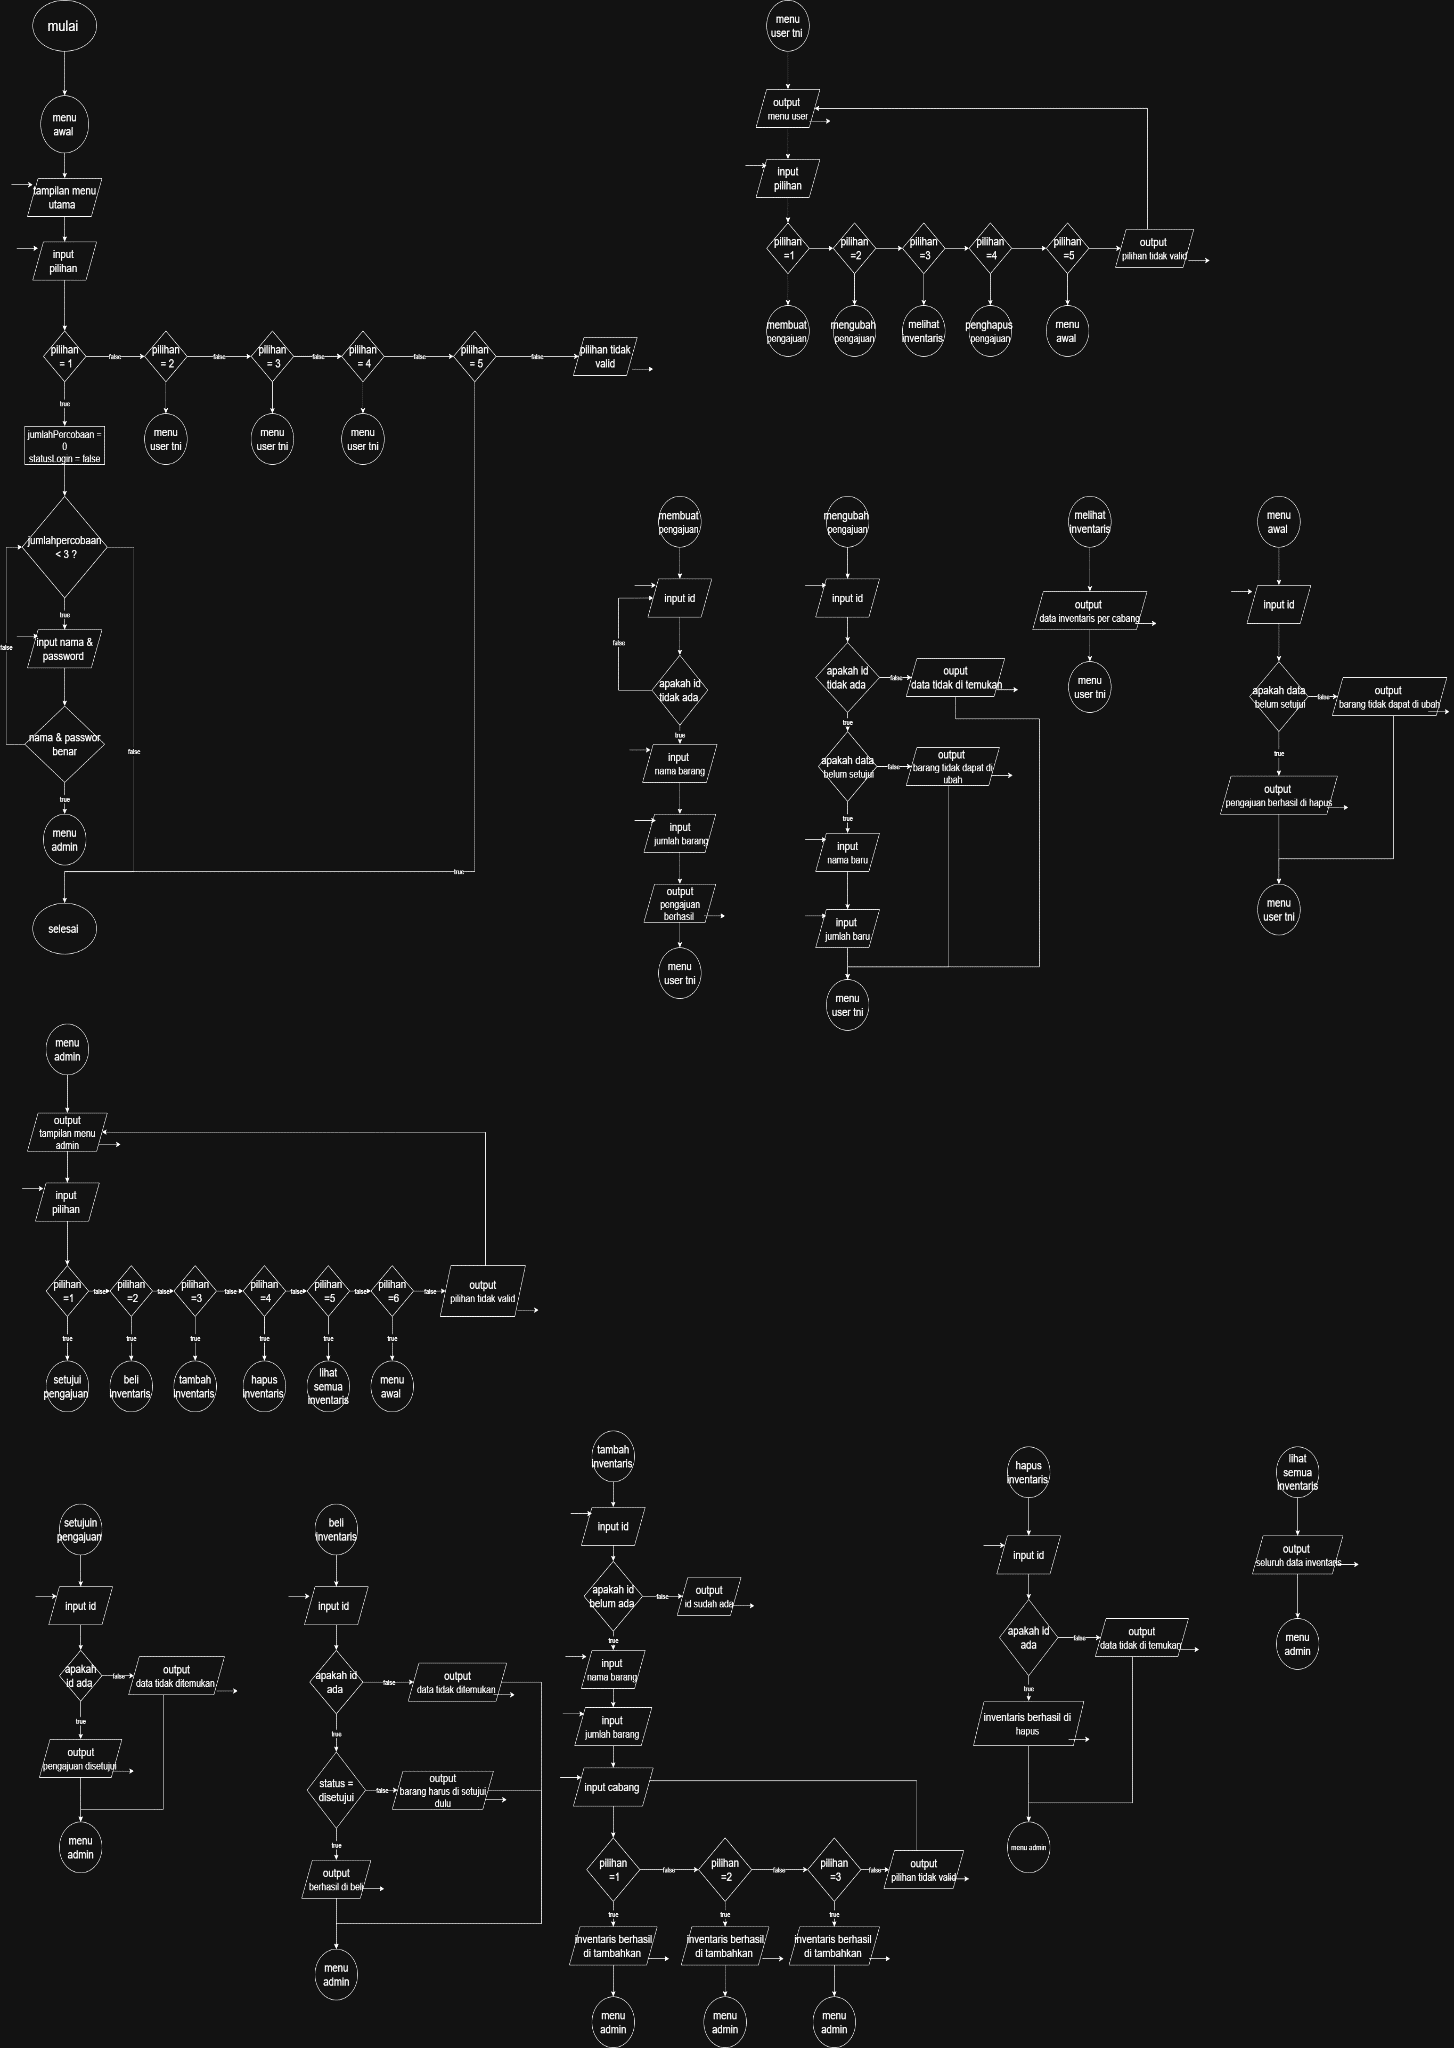 mulai
menu
awal
tampilan menu
utama
input
pilihan
pilihan
= 1
false
pilihan
= 2
false
pilihan
= 3
false
pilihan
= 4
false
pilihan
= 5
false
pilihan tidak
valid
true
menu
user tni
menu
user tni
menu
user tni
jumlahPercobaan =
0
statusLogin = false
jumlahpercobaan
< 3 ?
true
input nama &
password
false
nama & passwor
benar
false
true
menu
admin
true
selesai
menu
user tni
output
menu user
input
pilihan
pilihan
=1
pilihan
=2
pilihan
=3
pilihan
=4
pilihan
=5
output
pilihan tidak valid
membuat
pengajuan
mengubah
pengajuan
melihat
inventaris
penghapus
pengajuan
menu
awal
membuat
pengajuan
input id
false
apakah id
tidak ada
true
input
nama barang
input
jumlah barang
output
pengajuan
berhasil
menu
user tni
mengubah
pengajuan
input id
apakah id
tidak ada
false
ouput
data tidak di temukan
true
apakah data
belum setujui
false
output
barang tidak dapat di
ubah
true
input
nama baru
input
jumlah baru
menu
user tni
melihat
inventaris
output
data inventaris per cabang
menu
user tni
menu
awal
input id
apakah data
belum setujui
false
output
barang tidak dapat di ubah
true
output
pengajuan berhasil di hapus
menu
user tni
menu
admin
output
tampilan menu
admin
input
pilihan
pilihan
=1
false
pilihan
=2
false
pilihan
=3
false
pilihan
=4
false
pilihan
=5
false
pilihan
=6
false
output
pilihan tidak valid
true
true
true
true
true
true
setujui
pengajuan
beli
inventaris
tambah
inventaris
hapus
inventaris
lihat
semua
inventaris
menu
awal
setujuin
pengajuan
input id
apakah
id ada
false
output
data tidak ditemukan
true
output
pengajuan disetujui
menu
admin
beli
inventaris
input id
apakah id
ada
false
output
data tidak ditemukan
true
status =
disetujui
false
output
barang harus di setujui
dulu
true
output
berhasil di beli
menu
admin
tambah
inventaris
input id
apakah id
belum ada
false
output
id sudah ada
true
input
nama barang
input
jumlah barang
input cabang
pilihan
=1
false
pilihan
=2
false
pilihan
=3
false
output
pilihan tidak valid
true
true
true
inventaris berhasil
di tambahkan
inventaris berhasil
di tambahkan
inventaris berhasil
di tambahkan
menu
admin
menu
admin
menu
admin
hapus
inventaris
input id
apakah id
ada
false
output
data tidak di temukan
true
inventaris berhasil di
hapus
menu admin
lihat
semua
inventaris
output
seluruh data inventaris
menu
admin